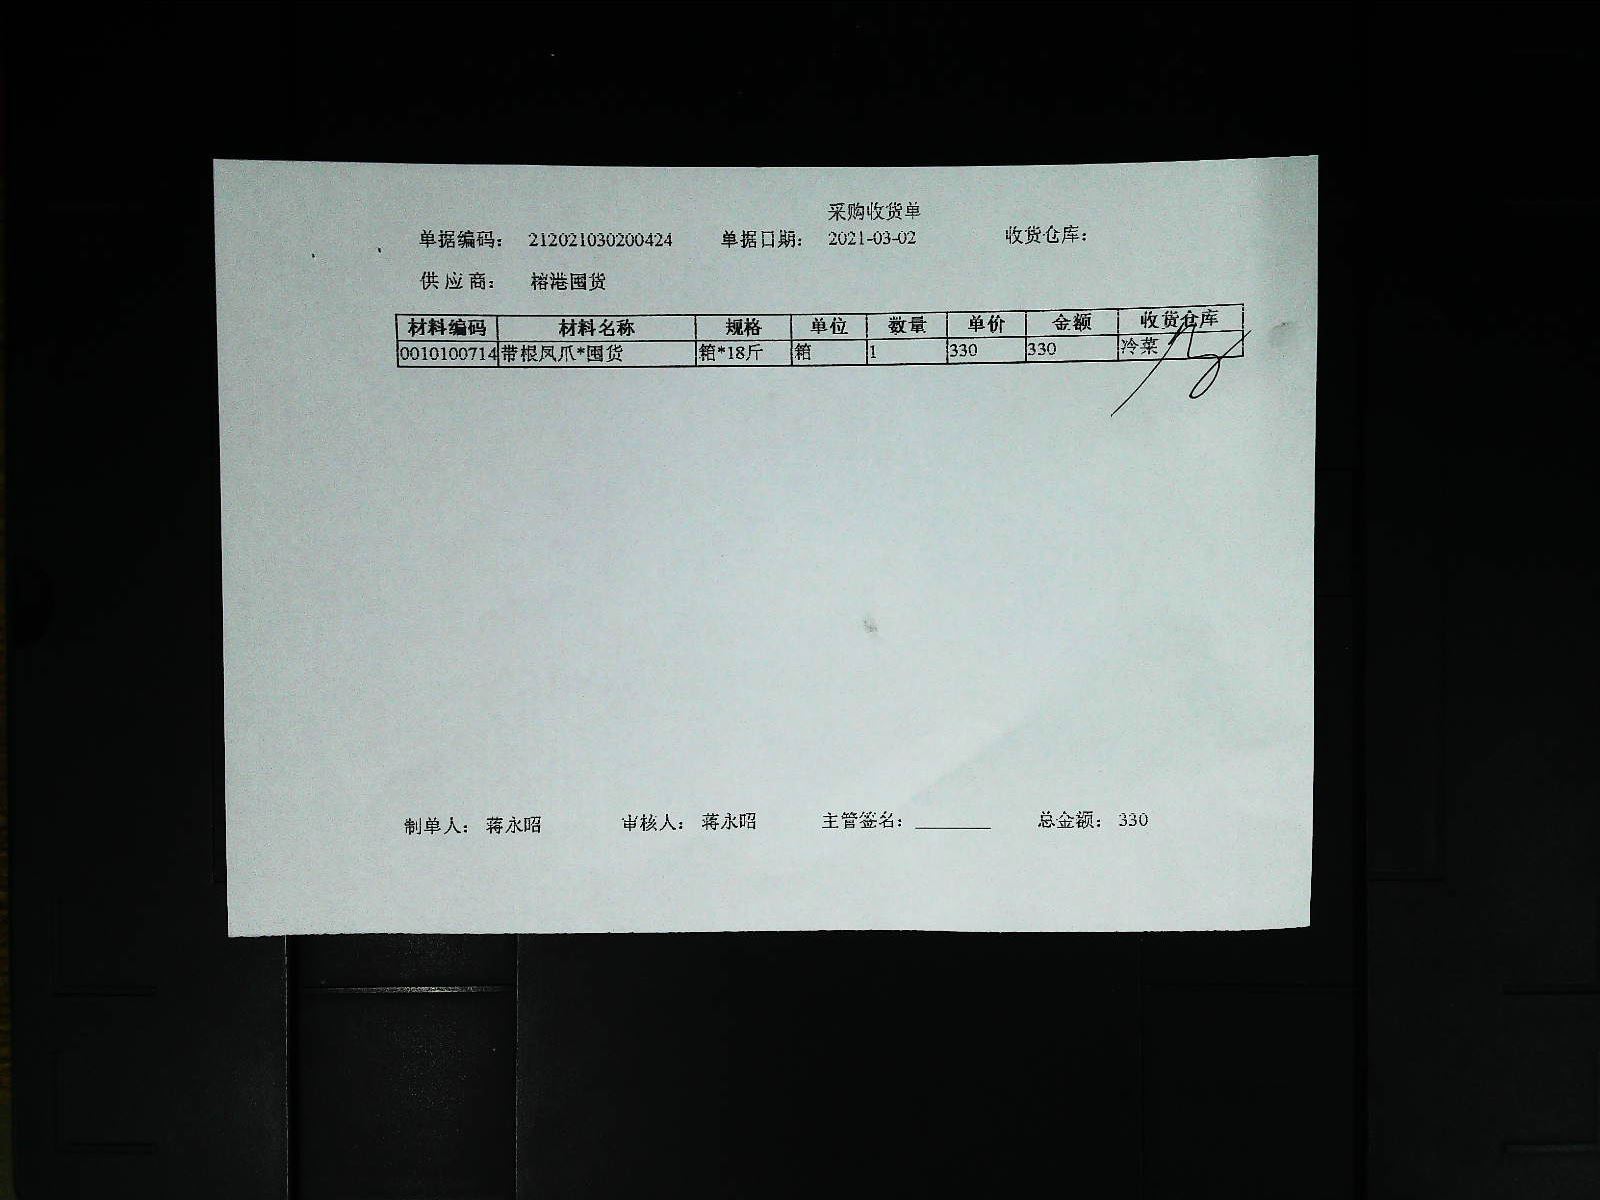 采购收货单
单据编码： 212021030200424 单据日期： 2021-03-02 收货仓库：
供应商： 榕港囤货
材料编码 材料名称 规格 单位 数量 单价 金额 收货仓库
0010100714 带根凤爪*囤货 箱*18斤 箱 1 330 330 冷菜
制单人： 蒋永昭 审核人： 蒋永昭 主管签名： 总金额： 330